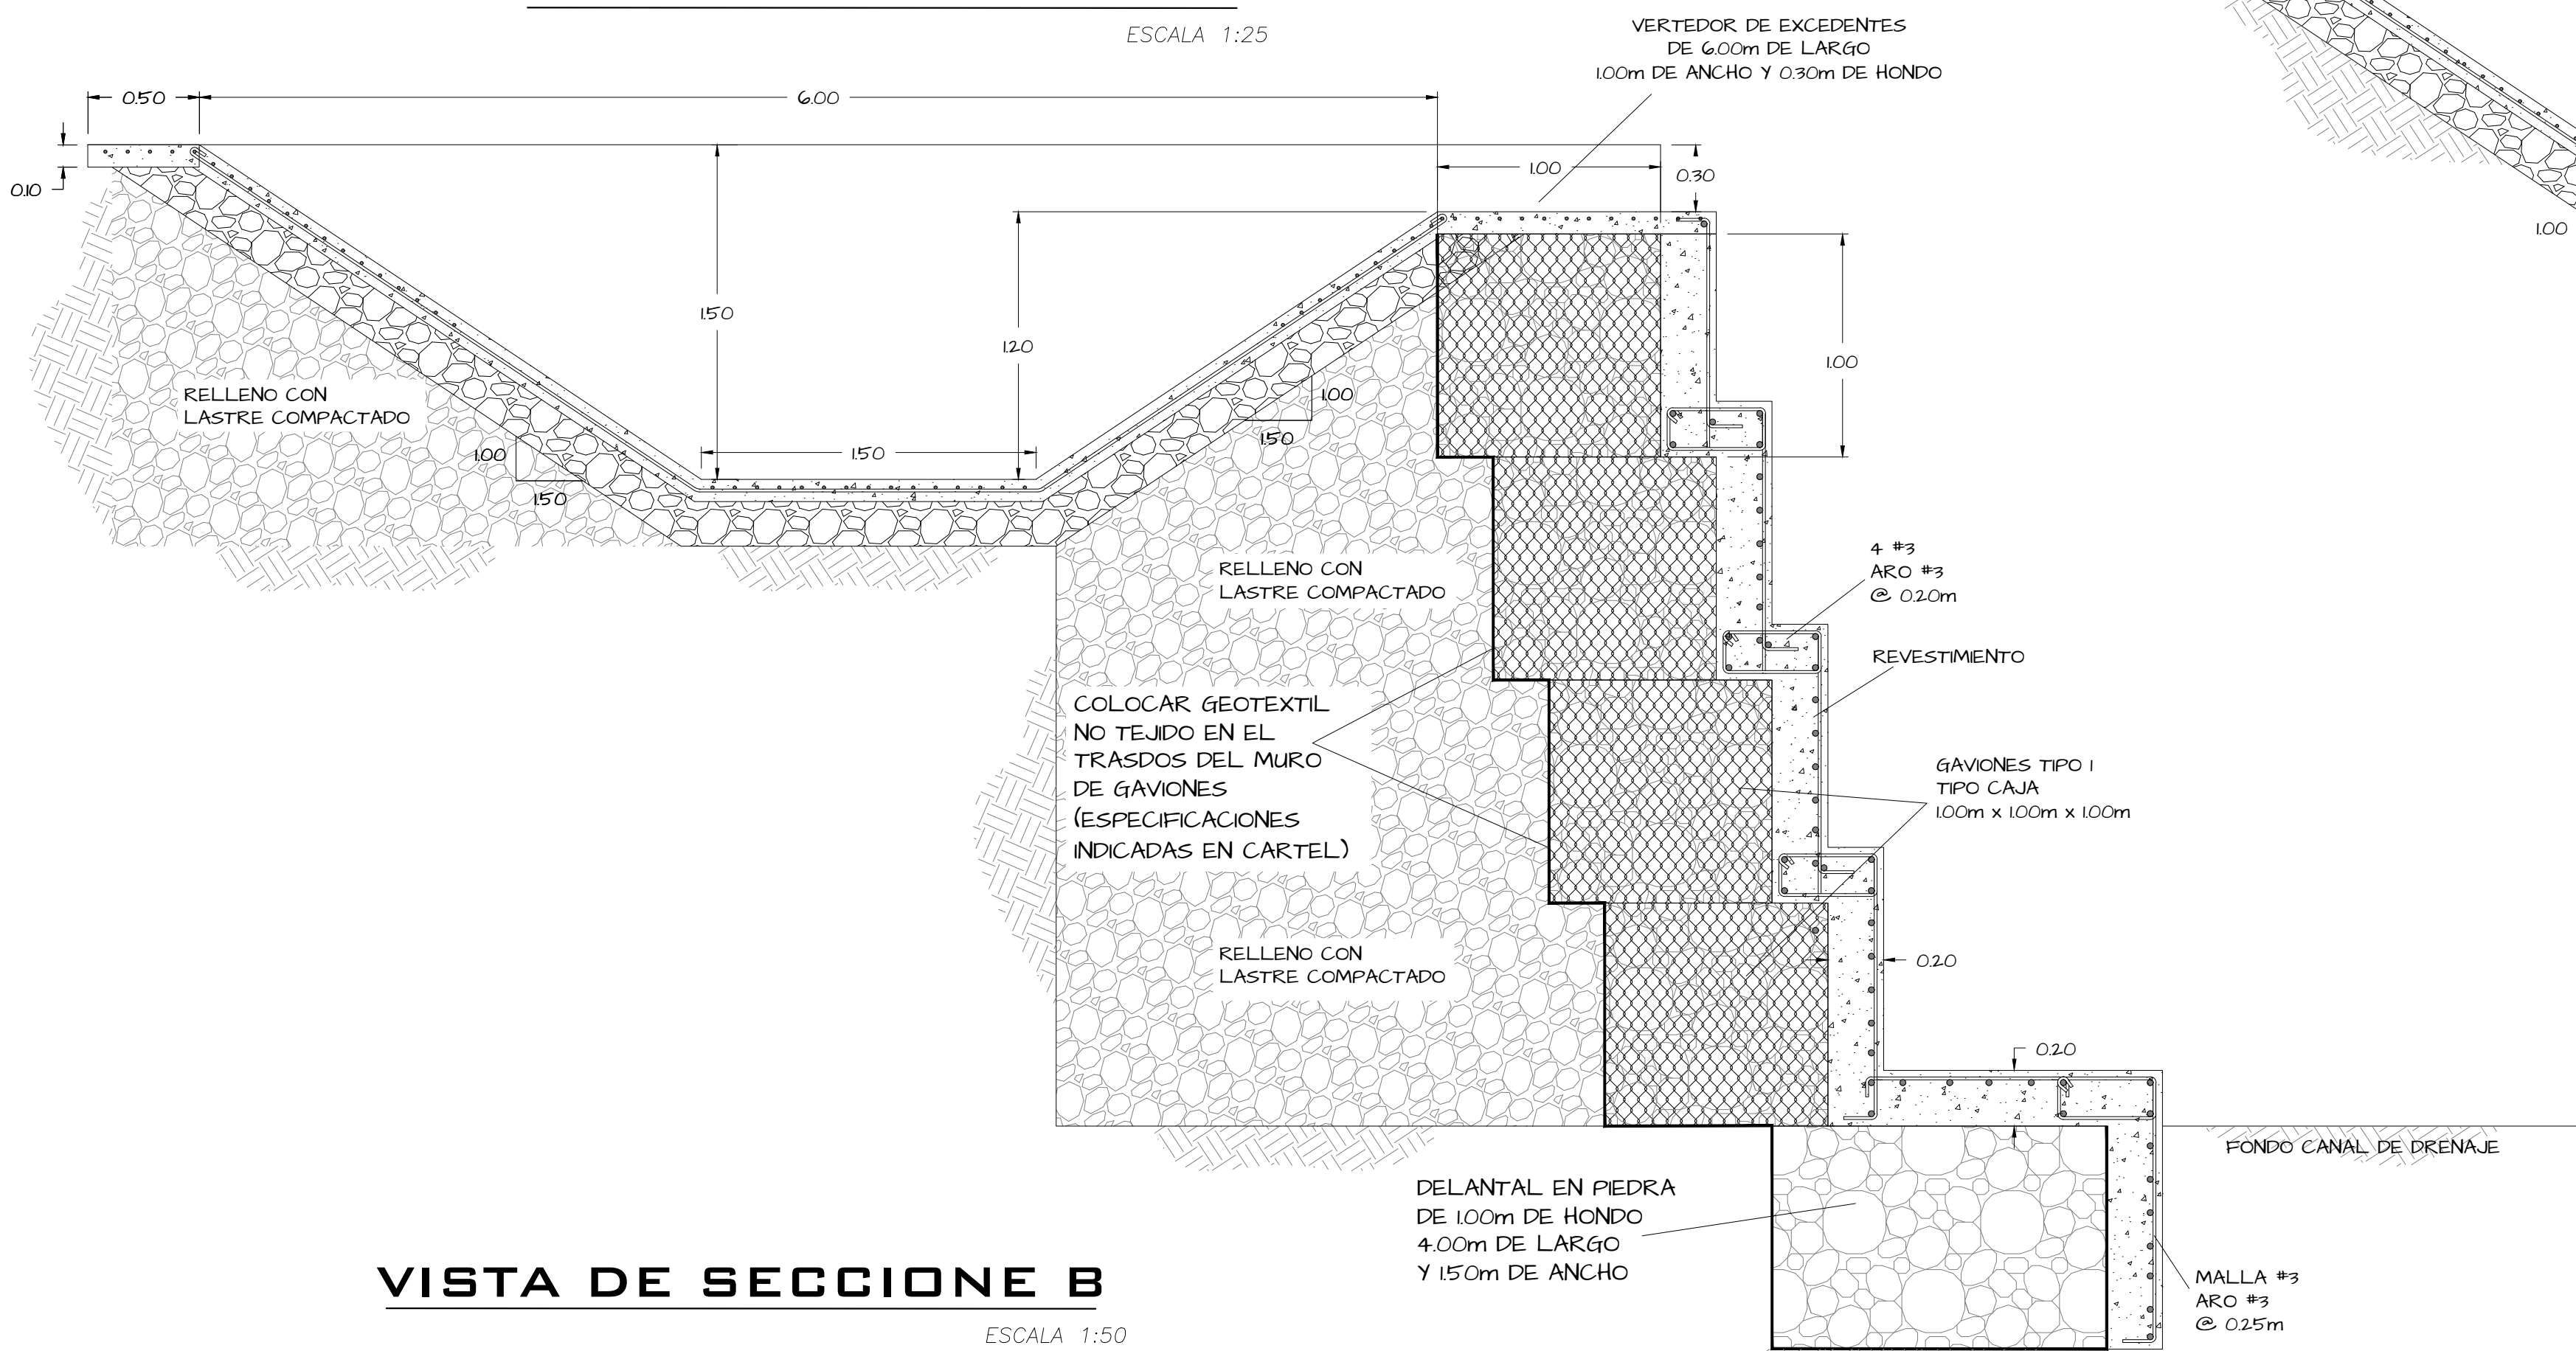 ESCALA 1:25
VERTEDOR DE EXCEDENTES
DE 6.00m DE LARGO
1.00m DE ANCHO Y 0.30m DE HONDO
0.50
6.00
0.10
1.00
0.30
1.00
1.50
1.20
1.00
RELLENO CON
LASTRE COMPACTADO
1.00
1.50
1.50
1.00
1.50
RELLENO CON
LASTRE COMPACTADO
4 #3
ARO #3
@ 0.20m
REVESTIMIENTO
COLOCAR GEOTEXTIL
NO TEJIDO EN EL
TRASDOS DEL MURO
DE GAVIONES
(ESPECIFICACIONES
INDICADAS EN CARTEL)
GAVIONES TIPO 1
TIPO CAJA
1.00m x 1.00m x 1.00m
RELLENO CON
LASTRE COMPACTADO
0.20
0.20
FONDO CANAL DE DRENAJE
DELANTAL EN PIEDRA
DE 1.00m DE HONDO
4.00m DE LARGO
Y 1.50m DE ANCHO
MALLA #3
ARO #3
@ 0.25m
VISTA DE SECCIONE B
ESCALA 1:50